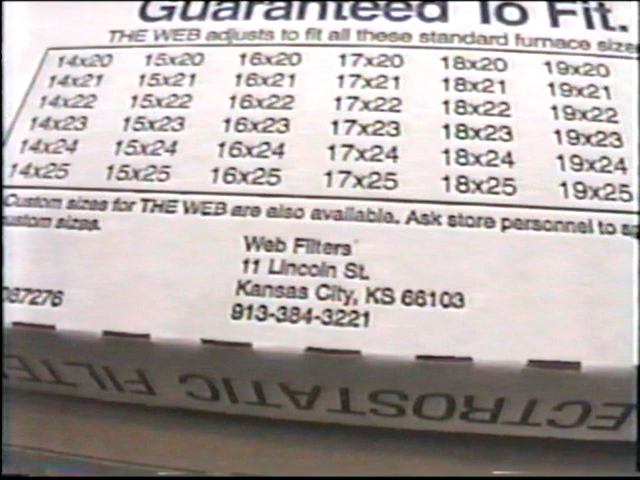 Guaranteed To Fit.
THE WEB adjusts to fit all these standard furnace sizes
14x20 15x20 16x20 17x20 18x20 19x20
14x21 15x21 16x21 17x21 18x21 19x21
14x22 15x22 16x22 17x22 18x22 19x22
14x23 15x23 16x23 17x23 18x23 19x23
14x24 15x24 16x24 17x24 18x24 19x24
14x25 15x25 16x25 17x25 18x25 19x25
Custom sizes for THE WEB are also available. Ask store personnel to
custom sizes.
Web Filters
11 Lincoln St.
Kansas City, KS 66103
913-384-3221
087276
ECTROSTATIC FILTE